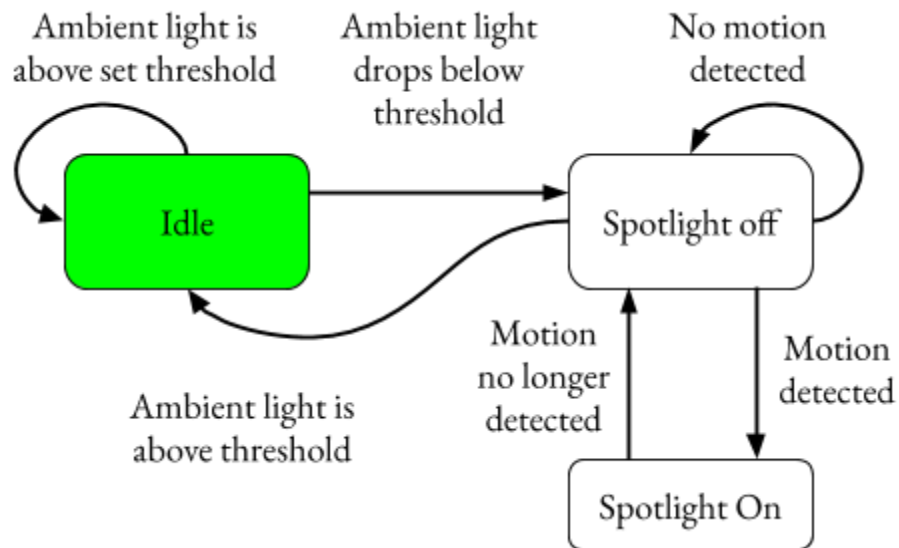 Ambient light is
above set threshold
Ambient light
drops below
threshold
No motion
detected
Idle
Spotlight off
Motion
no longer
detected
Motion
detected
Ambient light is
above threshold
Spotlight On